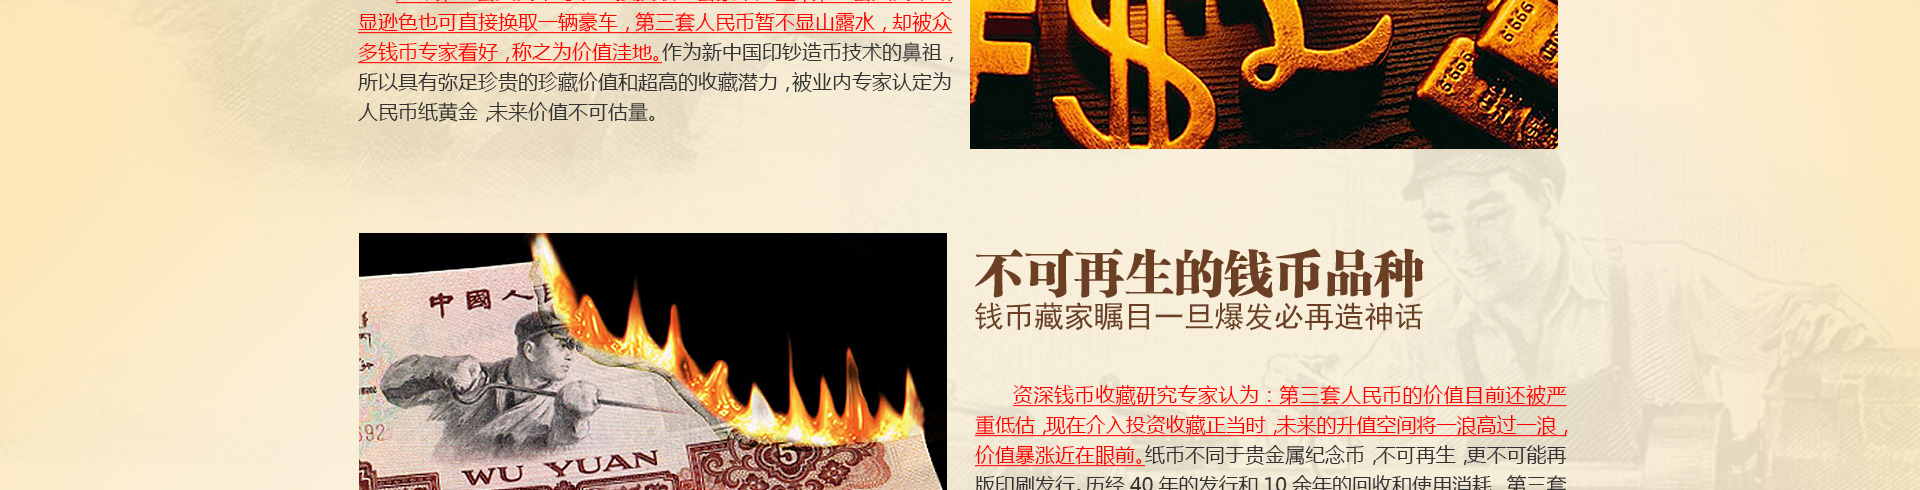 显逊色也可直接换取一辆豪车，第三套人民币暂不显山露水，却被众
多钱币专家看好，称之为价值洼地。作为新中国印钞造币技术的鼻祖，
所以具有弥足珍贵的珍藏价值和超高的收藏潜力，被业内专家认定为
人民币纸黄金，未来价值不可估量。
999.9
999.9
中國人
592
WU YUAN
5
不可再生的钱币品种
钱币藏家瞩目一旦爆发必再造神话
资深钱币收藏研究专家认为：第三套人民币的价值目前还被严
重低估，现在介入投资收藏正当时，未来的升值空间将一浪高过一浪，
价值暴涨近在眼前。纸币不同于贵金属纪念币，不可再生，更不可能再
版印刷发行。历经 40 年的发行和 10 余年的回收和使用消耗，第三套